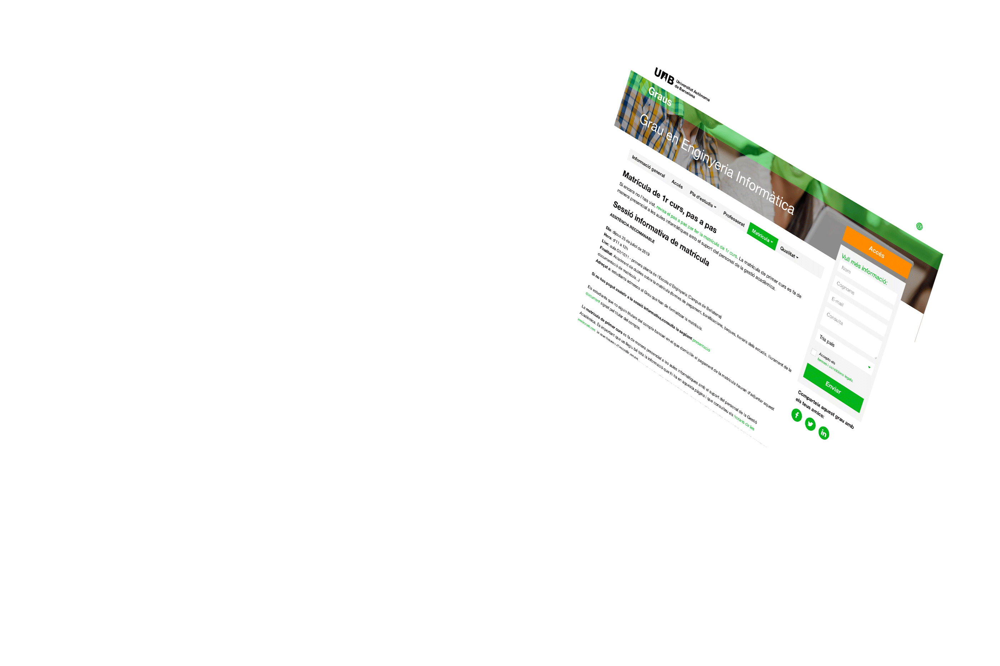 UAB
Universitat Autònoma
de Barcelona
Graus
Grau en Enginyeria Informàtica
Informació general
Accés
Pla d'estudis
Professorat
Matrícula
Qualitat
Matrícula de 1r curs, pas a pas
Si encara no l'has vist, revisa el pas a pas per fer la matrícula de 1r curs. La matrícula de primer curs es fa de
manera presencial a les aules informàtiques amb el suport del personal de la gestió acadèmica.
Sessió informativa de matrícula
ASSITÈNCIA RECOMANABLE
Dia: dijous 25 de juliol de 2019
Hora: d'11 a 12h
Lloc: aula Q1/1011 - primera planta de l'Escola d'Enginyeria (Campus de Bellaterra)
Finalitat: Aclariment de dubtes sobre la matrícula (formes de pagament, bonificacions, beques, horaris dels estudis, lliurament de la
documentació de matrícula...)
Adreçat a: estudiants admesos al Grau que han de formalitzar la matrícula.
Si no has pogut assistir a la sessió informativa,consulta la següent presentació
Els estudiants que no siguin titulars del compte bancari en el que domiciliïn el pagament de la matrícula hauran d'adjuntar aquest
document signat pel titular del compte.
La matrícula de primer curs es fa de manera presencial a les aules informàtiques amb el suport del personal de la Gestió
Acadèmica. És important que us llegiu bé tota la informació que hi ha en aquesta pàgina i que consulteu els horaris de les
assignatures, ja que haureu d'escollir grups.
Accés
Vull més informació:
Nom
Cognoms
E-mail
Consulta
Tria país
Accepto els
termes i condicions legals.
Enviar
Comparteix aquest grau amb
els teus amics: